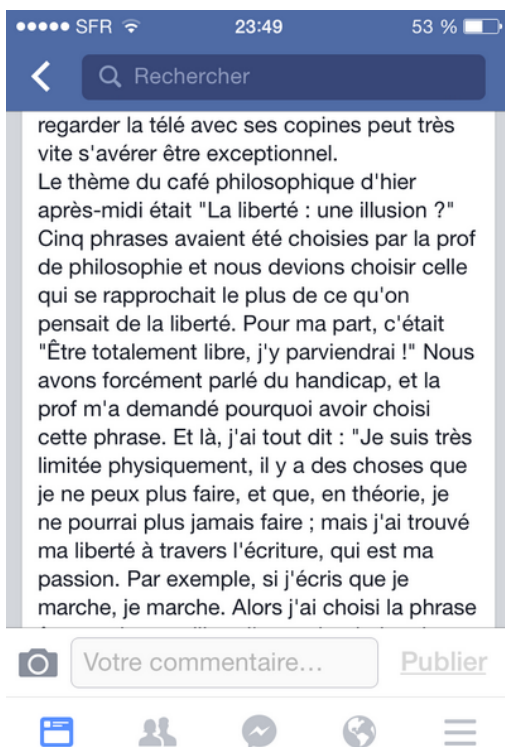 SFR 23:49 53 %
Rechercher
regarder la télé avec ses copines peut très
vite s'avérer être exceptionnel.
Le thème du café philosophique d'hier
après-midi était "La liberté : une illusion ?"
Cinq phrases avaient été choisies par la prof
de philosophie et nous devions choisir celle
qui se rapprochait le plus de ce qu'on
pensait de la liberté. Pour ma part, c'était
"Être totalement libre, j'y parviendrai !" Nous
avons forcément parlé du handicap, et la
prof m'a demandé pourquoi avoir choisi
cette phrase. Et là, j'ai tout dit : "Je suis très
limitée physiquement, il y a des choses que
je ne peux plus faire, et que, en théorie, je
ne pourrai plus jamais faire ; mais j'ai trouvé
ma liberté à travers l'écriture, qui est ma
passion. Par exemple, si j'écris que je
marche, je marche. Alors j'ai choisi la phrase
Votre commentaire... Publier